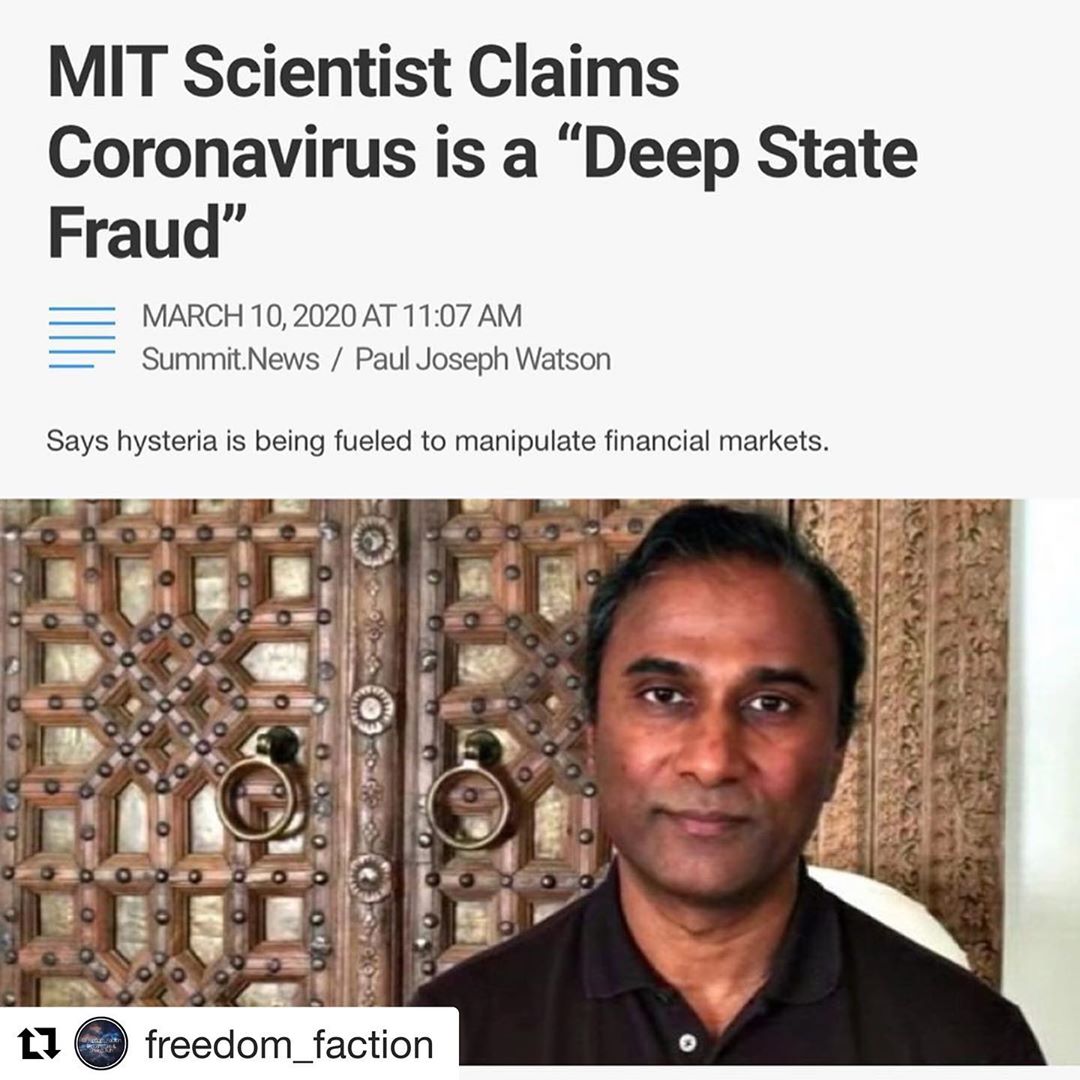 MIT Scientist Claims
Coronavirus is a “Deep State
Fraud”
MARCH 10, 2020 AT 11:07 AM
Summit.News / Paul Joseph Watson
Says hysteria is being fueled to manipulate financial markets.
freedom_faction